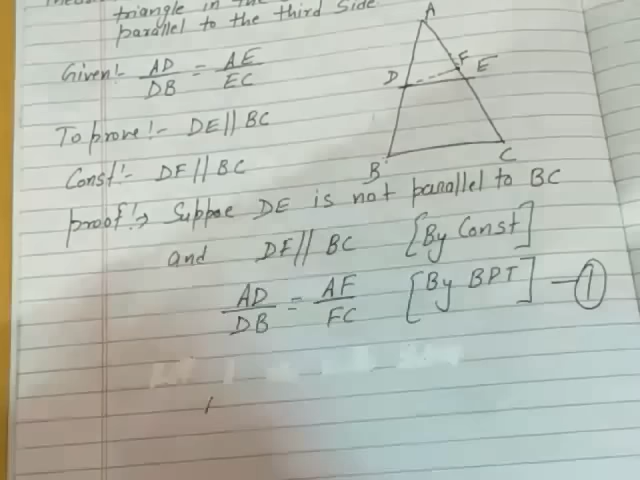 triangle in the
parallel to the third side
Given:- AD/DB = AE/EC
To prove:- DE || BC
Const:- DF || BC
proof:→ Suppose DE is not parallel to BC
and DF || BC [By Const]
AD/DB = AF/FC [By BPT] — ①
A
D
F
E
B
C